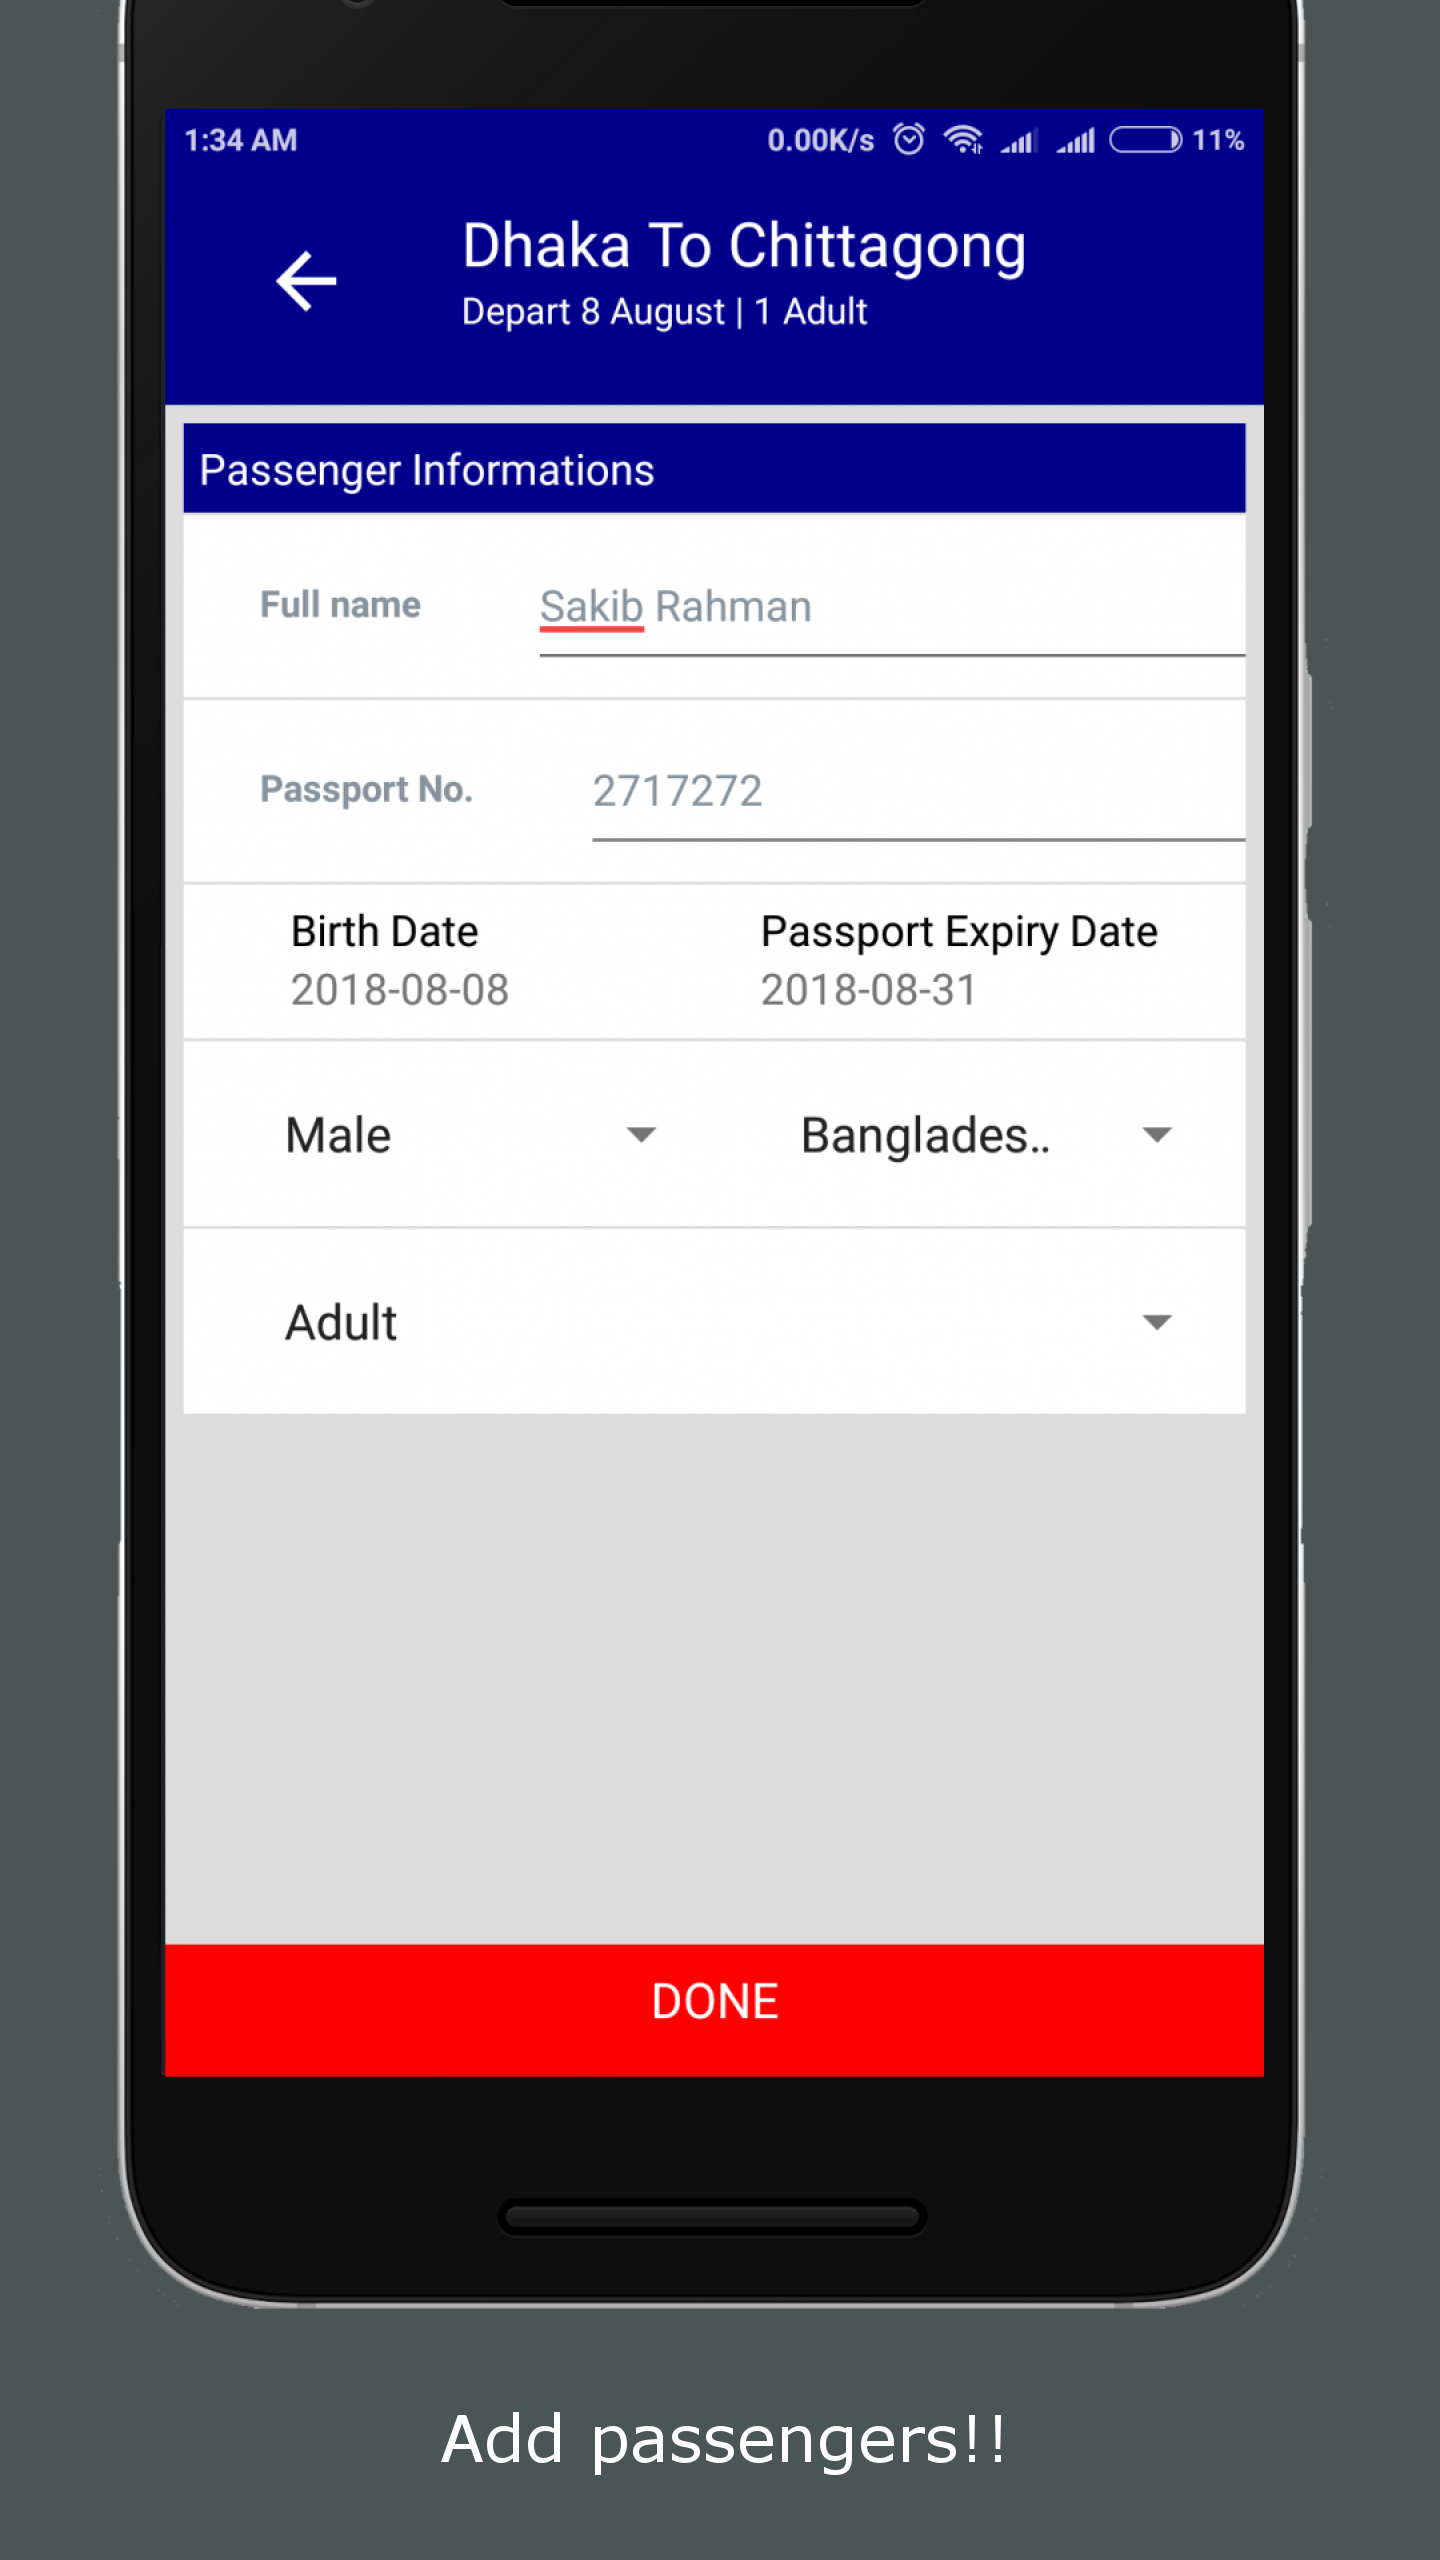 1:34 AM 0.00K/s 11%
Dhaka To Chittagong
Depart 8 August | 1 Adult
Passenger Informations
Full name Sakib Rahman
Passport No. 2717272
Birth Date Passport Expiry Date
2018-08-08 2018-08-31
Male Banglades..
Adult
DONE
Add passengers!!